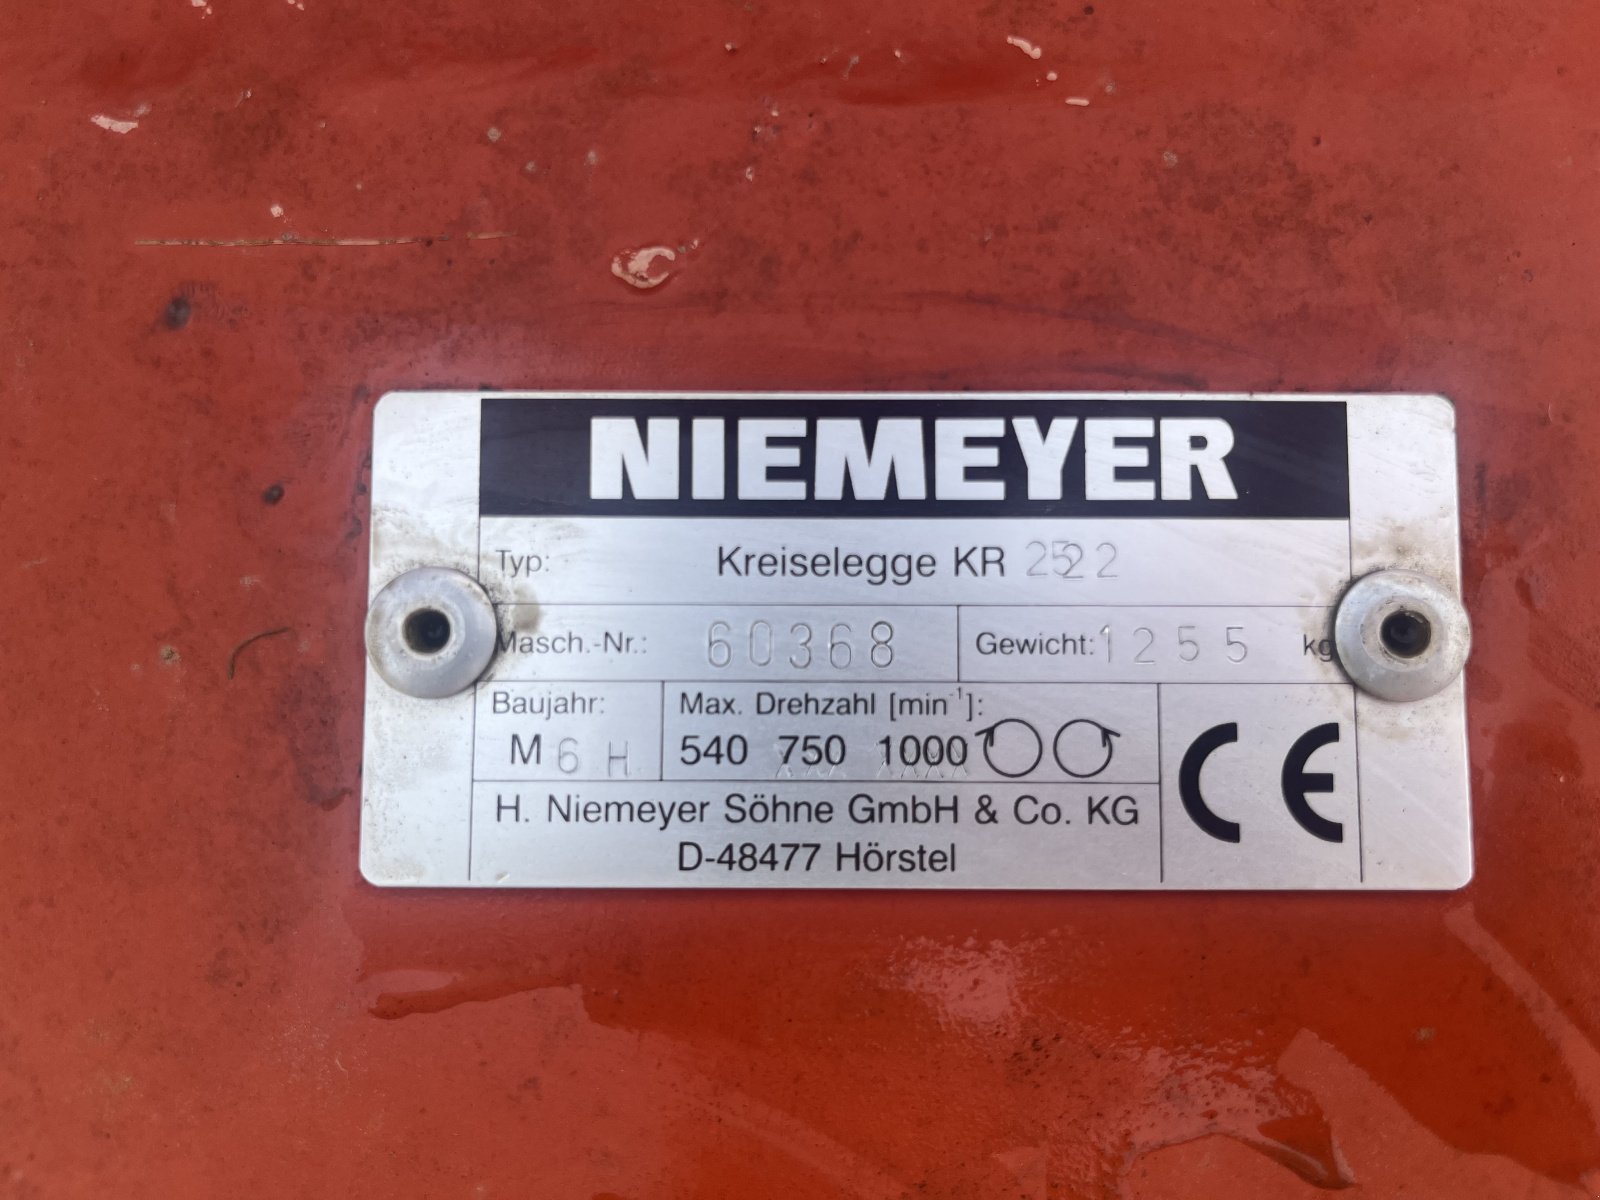 NIEMEYER
Typ: Kreiselegge KR 2522
Masch.-Nr.: 60368 Gewicht: 1255 kg
Baujahr: Max. Drehzahl [min⁻¹]:
M 6 H 540 750 1000
H. Niemeyer Söhne GmbH & Co. KG
D-48477 Hörstel
CE